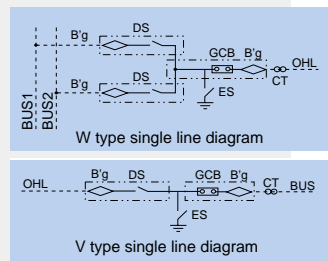 DS
B'g
GCB B'g
OHL
B'g
DS
CT
ES
BUS1
BUS2
W type single line diagram
B'g DS GCB B'g
OHL CT BUS
ES
V type single line diagram